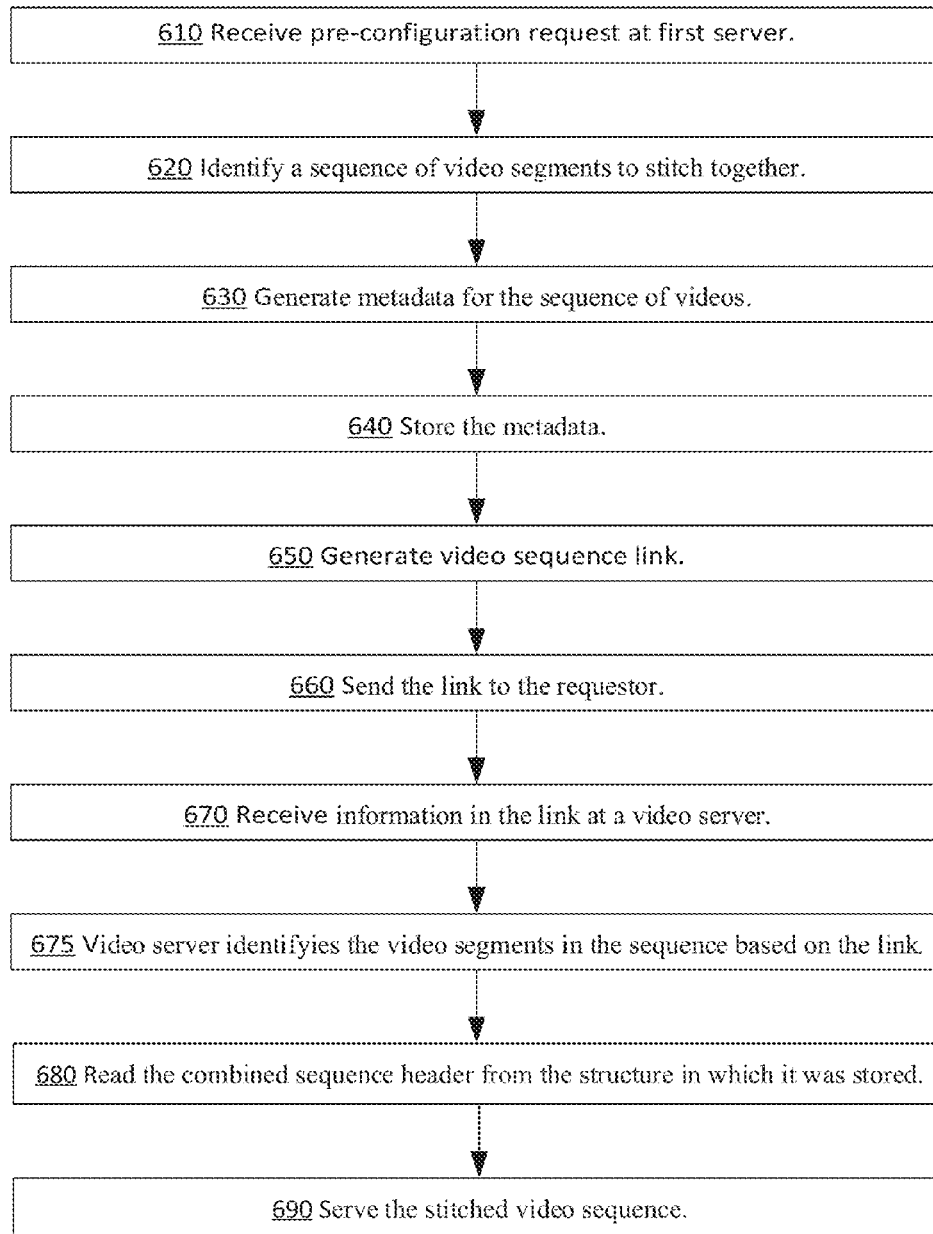 610 Receive pre-configuration request at first server.
620 Identify a sequence of video segments to stitch together.
630 Generate metadata for the sequence of videos.
640 Store the metadata.
650 Generate video sequence link.
660 Send the link to the requestor.
670 Receive information in the link at a video server.
675 Video server identifyies the video segments in the sequence based on the link.
680 Read the combined sequence header from the structure in which it was stored.
690 Serve the stitched video sequence.